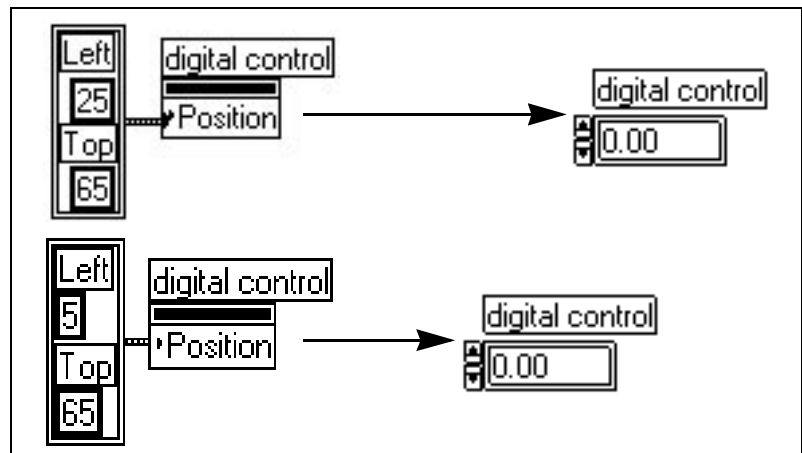 Left
25
Top
65
digital control
Position
digital control
0.00
Left
5
Top
65
digital control
Position
digital control
0.00